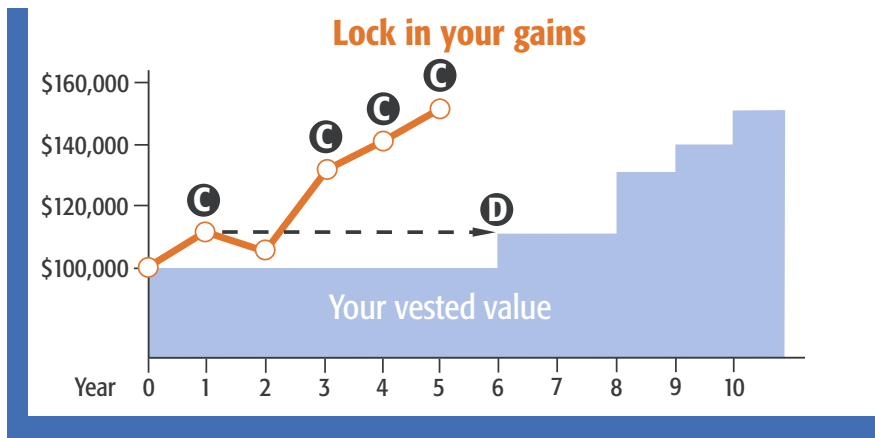 Lock in your gains
$160,000
C
C
C
$140,000
C
$120,000
D
$100,000
Your vested value
Year 0 1 2 3 4 5 6 7 8 9 10